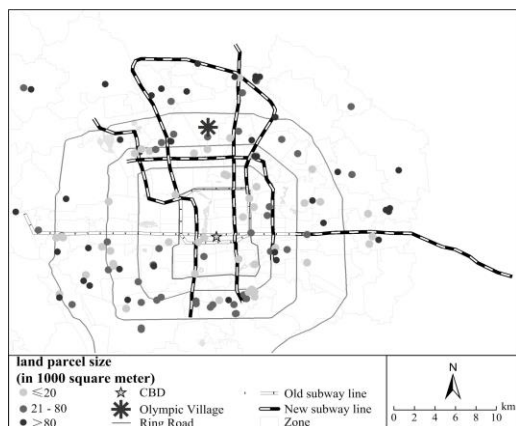 land parcel size
(in 1000 square meter)
⩽20
21 - 80
>80
CBD
Olympic Village
Ring Road
Old subway line
New subway line
Zone
N
0 2 4 6 8 10 km